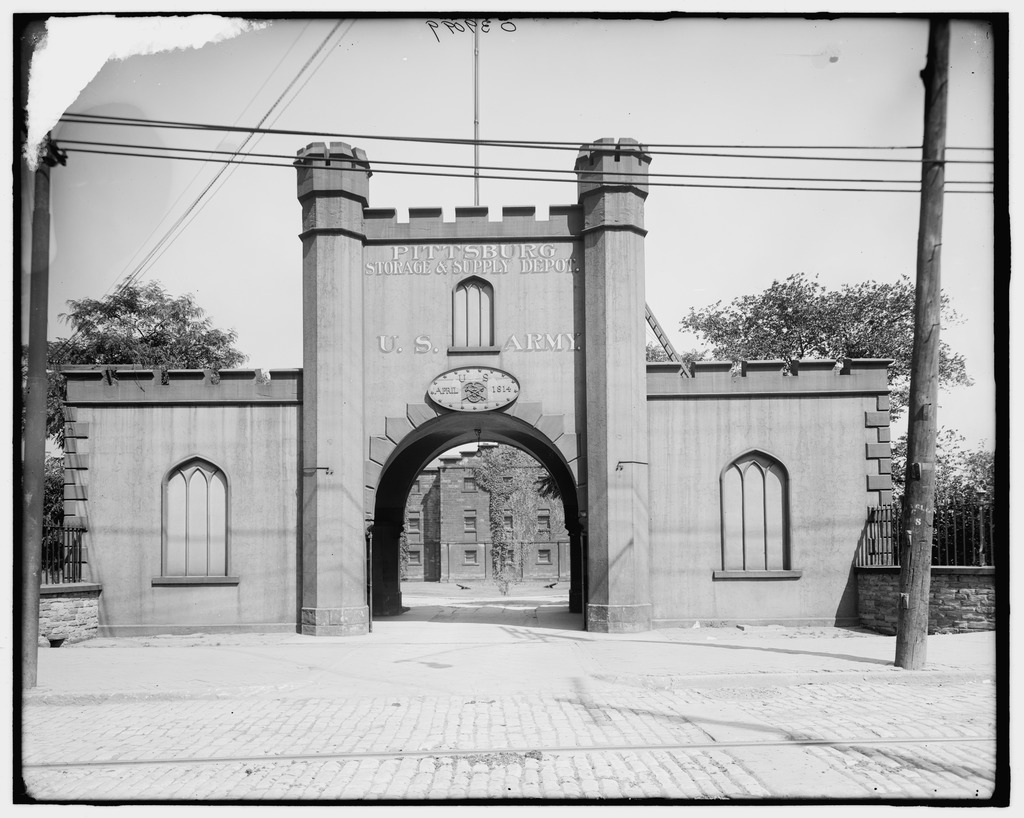 PITTSBURG
STORAGE & SUPPLY DEPOT.
U. S. ARMY.
U S
APRIL 1814